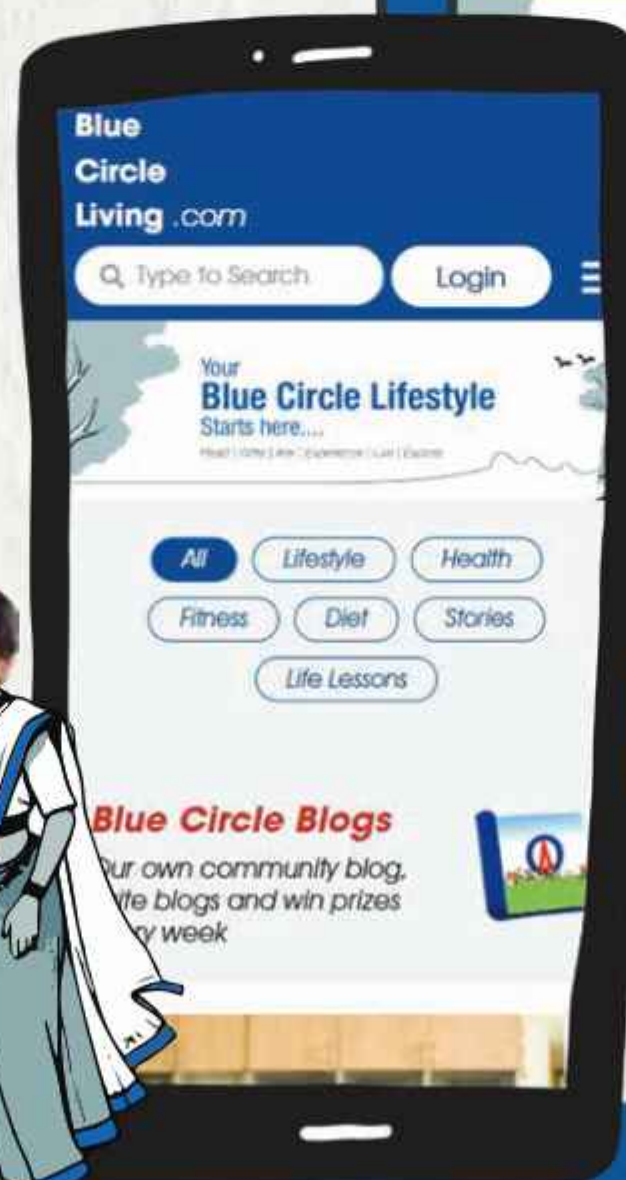 Blue
Circle
Living .com
Type to Search
Login
Your
Blue Circle Lifestyle
Starts here....
All
Lifestyle
Health
Fitness
Diet
Stories
Life Lessons
Blue Circle Blogs
ur own community blog,
ite blogs and win prizes
ry week